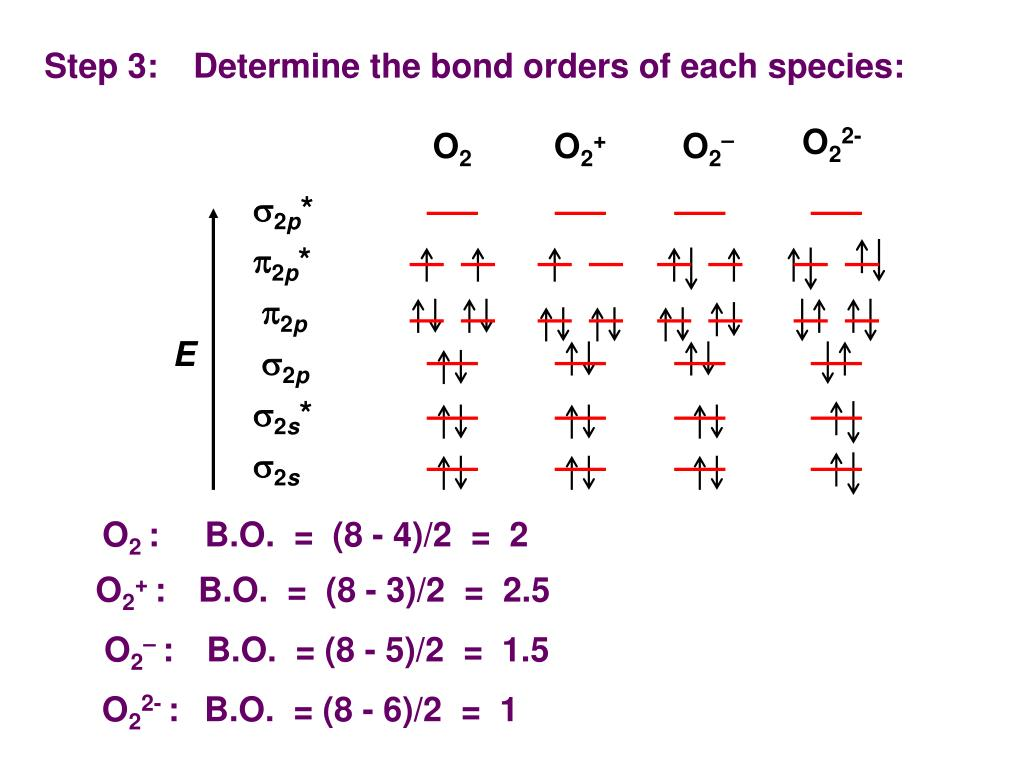 Step 3: Determine the bond orders of each species:
O₂ O₂⁺ O₂⁻ O₂²⁻
σ₂ₚ*
π₂ₚ*
π₂ₚ
E
σ₂ₚ
σ₂ₛ*
σ₂ₛ
O₂ : B.O. = (8 - 4)/2 = 2
O₂⁺ : B.O. = (8 - 3)/2 = 2.5
O₂⁻ : B.O. = (8 - 5)/2 = 1.5
O₂²⁻ : B.O. = (8 - 6)/2 = 1